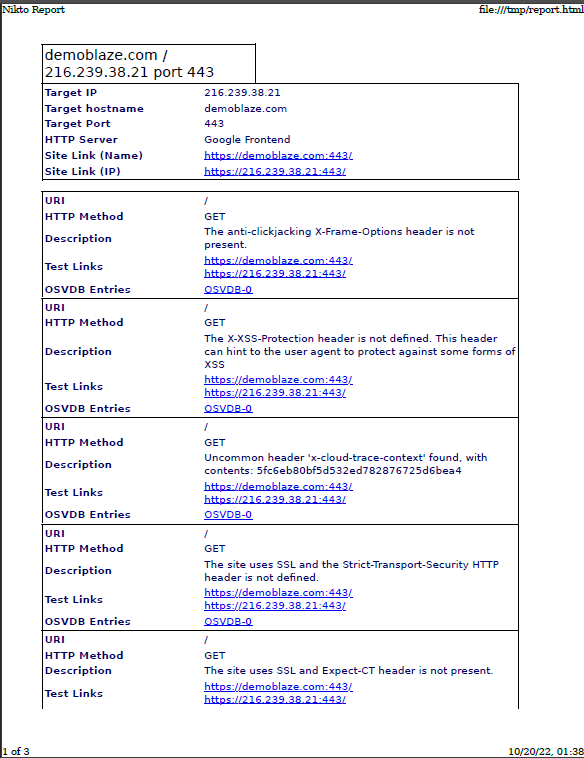 Nikto Report file:///tmp/report.html
demoblaze.com /
216.239.38.21 port 443
Target IP 216.239.38.21
Target hostname demoblaze.com
Target Port 443
HTTP Server Google Frontend
Site Link (Name) https://demoblaze.com:443/
Site Link (IP) https://216.239.38.21:443/
URI /
HTTP Method GET
Description The anti-clickjacking X-Frame-Options header is not
present.
Test Links https://demoblaze.com:443/
https://216.239.38.21:443/
OSVDB Entries OSVDB-0
URI /
HTTP Method GET
Description The X-XSS-Protection header is not defined. This header
can hint to the user agent to protect against some forms of
XSS
Test Links https://demoblaze.com:443/
https://216.239.38.21:443/
OSVDB Entries OSVDB-0
URI /
HTTP Method GET
Description Uncommon header 'x-cloud-trace-context' found, with
contents: 5fc6eb80bf5d532ed782876725d6bea4
Test Links https://demoblaze.com:443/
https://216.239.38.21:443/
OSVDB Entries OSVDB-0
URI /
HTTP Method GET
Description The site uses SSL and the Strict-Transport-Security HTTP
header is not defined.
Test Links https://demoblaze.com:443/
https://216.239.38.21:443/
OSVDB Entries OSVDB-0
URI /
HTTP Method GET
Description The site uses SSL and Expect-CT header is not present.
Test Links https://demoblaze.com:443/
https://216.239.38.21:443/
1 of 3 10/20/22, 01:38